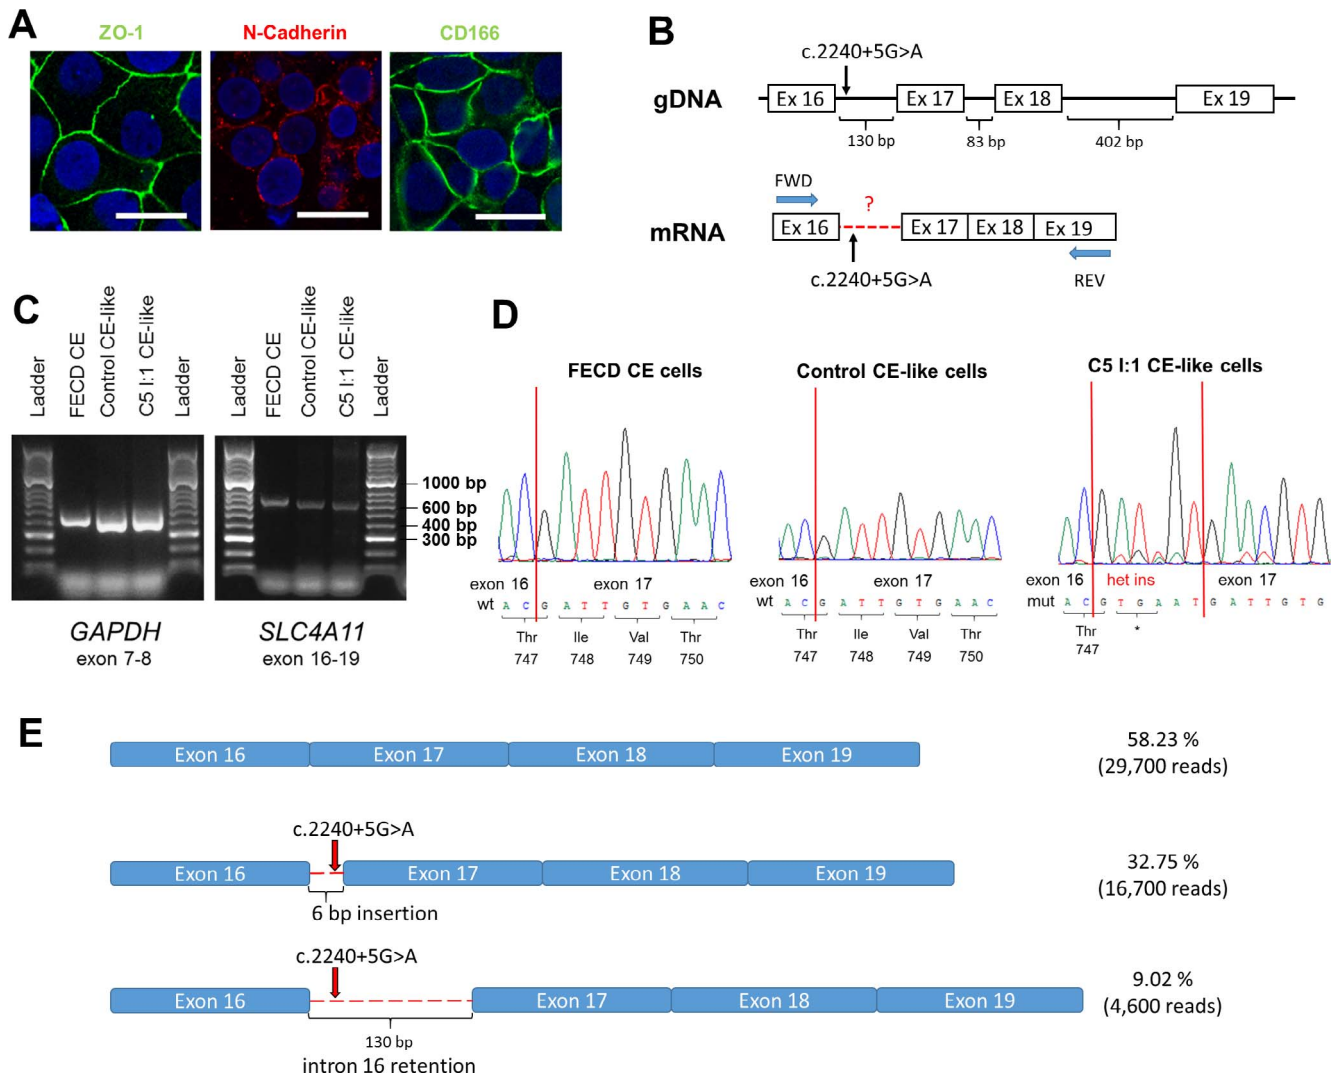 A
ZO-1
N-Cadherin
CD166
B
c.2240+5G>A
gDNA
Ex 16
Ex 17
Ex 18
Ex 19
130 bp
83 bp
402 bp
FWD
?
mRNA
Ex 16
Ex 17
Ex 18
Ex 19
c.2240+5G>A
REV
C
Ladder
FECD CE
Control CE-like
C5 I:1 CE-like
Ladder
Ladder
FECD CE
Control CE-like
C5 I:1 CE-like
Ladder
1000 bp
600 bp
400 bp
300 bp
GAPDH
exon 7-8
SLC4A11
exon 16-19
D
FECD CE cells
exon 16
exon 17
wt A C G A T T G T G A A C
Thr Ile Val Thr
747 748 749 750
Control CE-like cells
exon 16
exon 17
wt A C G A T T G T G A A C
Thr Ile Val Thr
747 748 749 750
C5 I:1 CE-like cells
exon 16 het ins exon 17
mut A C G T G A A T G A T T G T G
Thr *
747
E
Exon 16 Exon 17 Exon 18 Exon 19
58.23 %
(29,700 reads)
c.2240+5G>A
Exon 16 Exon 17 Exon 18 Exon 19
6 bp insertion
32.75 %
(16,700 reads)
c.2240+5G>A
Exon 16 Exon 17 Exon 18 Exon 19
130 bp
intron 16 retention
9.02 %
(4,600 reads)